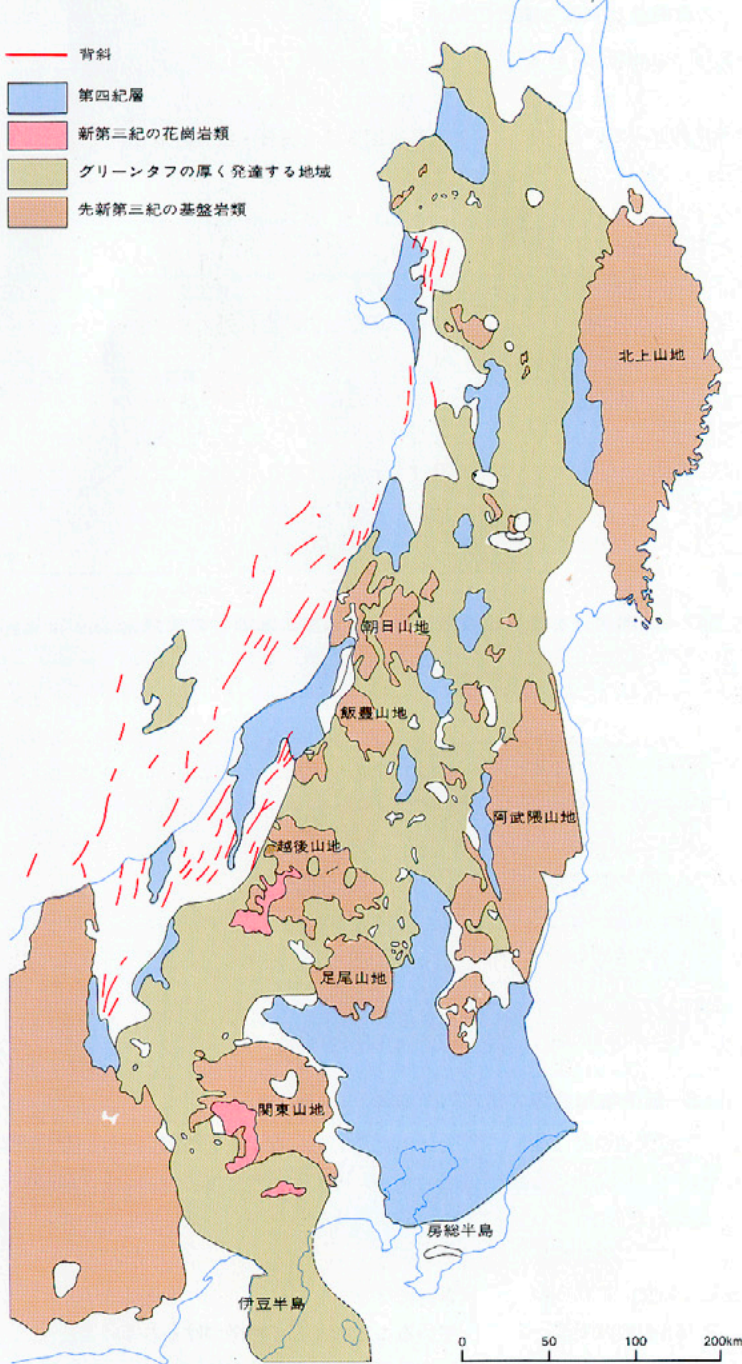 背斜
第四紀層
新第三紀の花崗岩類
グリーンタフの厚く発達する地域
先新第三紀の基盤岩類
北上山地
朝日山地
飯豊山地
阿武隈山地
越後山地
足尾山地
関東山地
房総半島
伊豆半島
0 50 100 200km